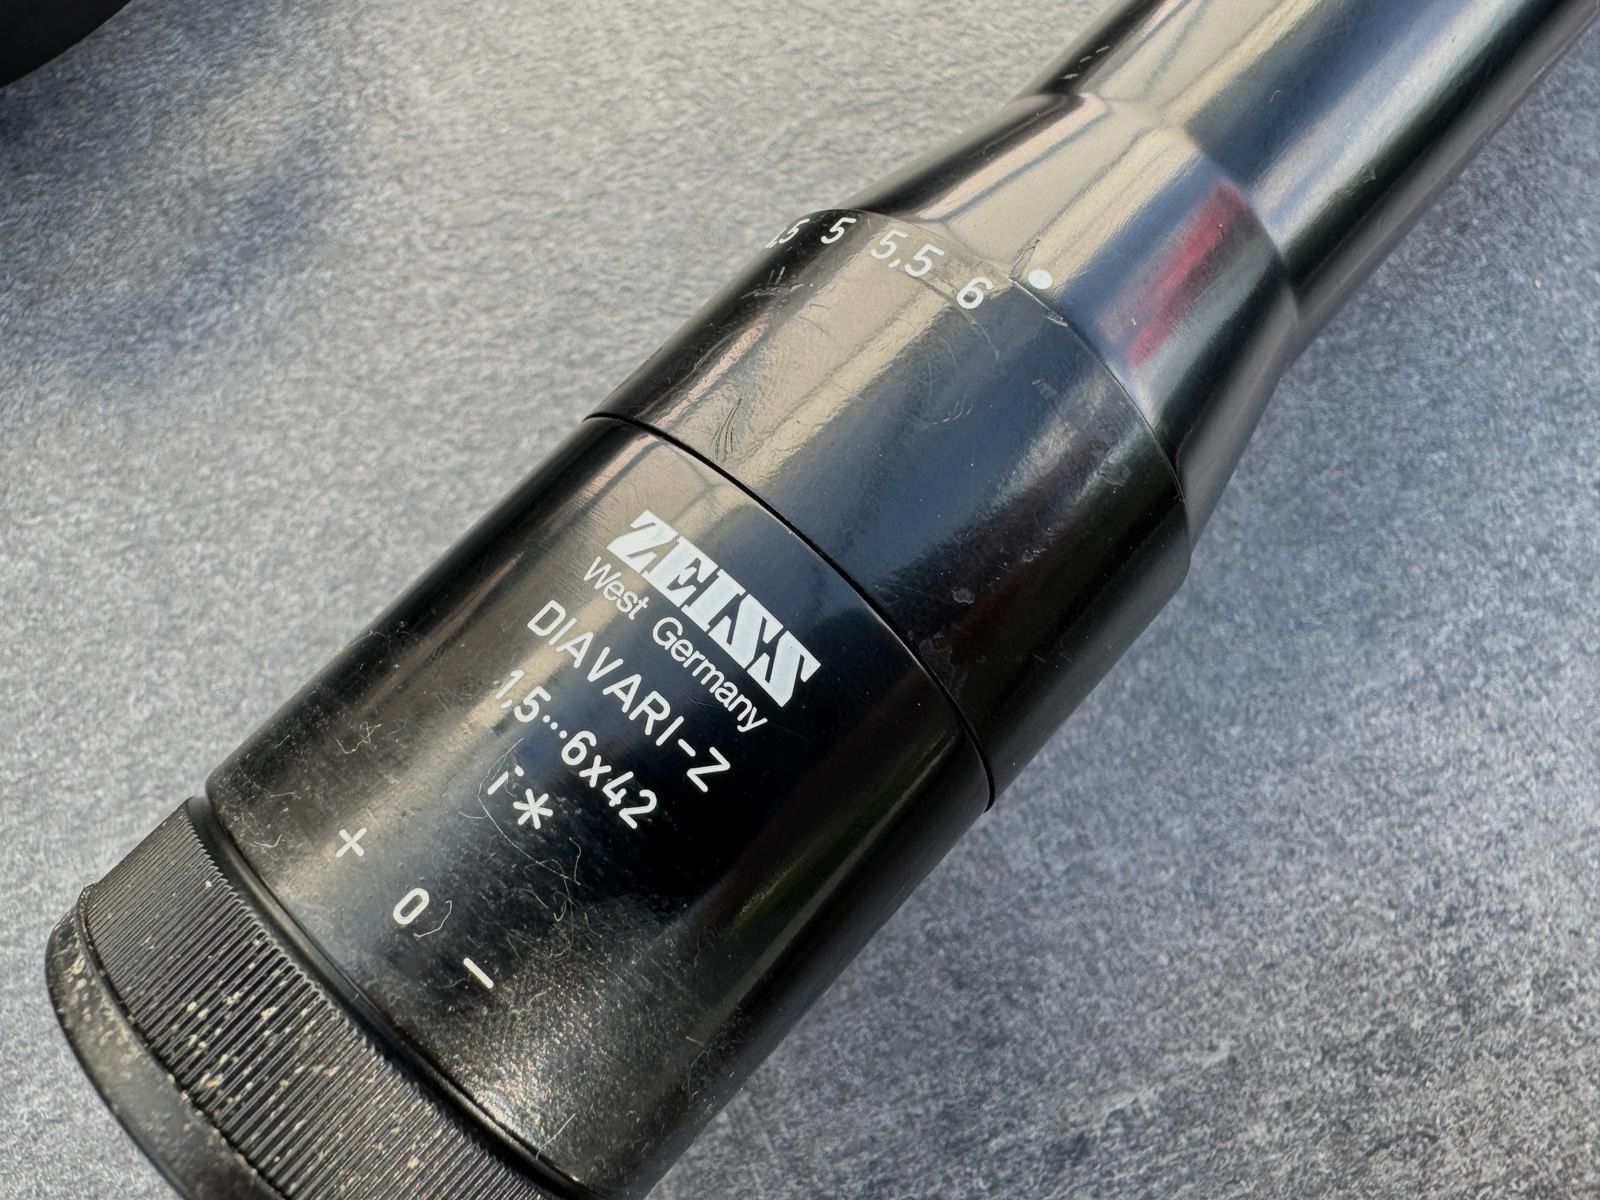 5 5,5 6
ZEISS
West Germany
DIAVARI-Z
1,5...6x42
T*
+ 0 -